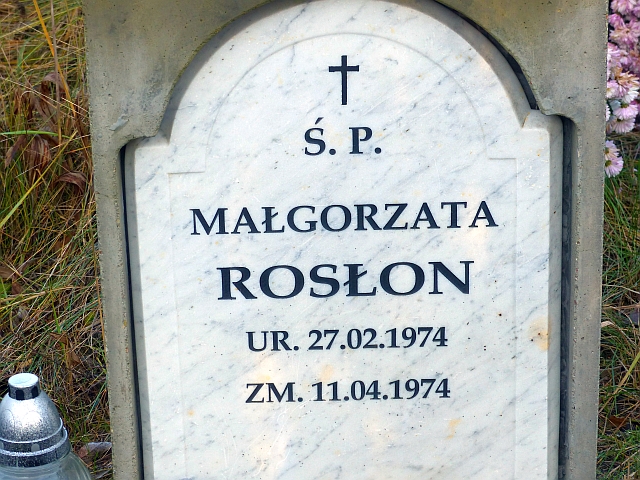 Ś. P.
MAŁGORZATA
ROSŁON
UR. 27.02.1974
ZM. 11.04.1974